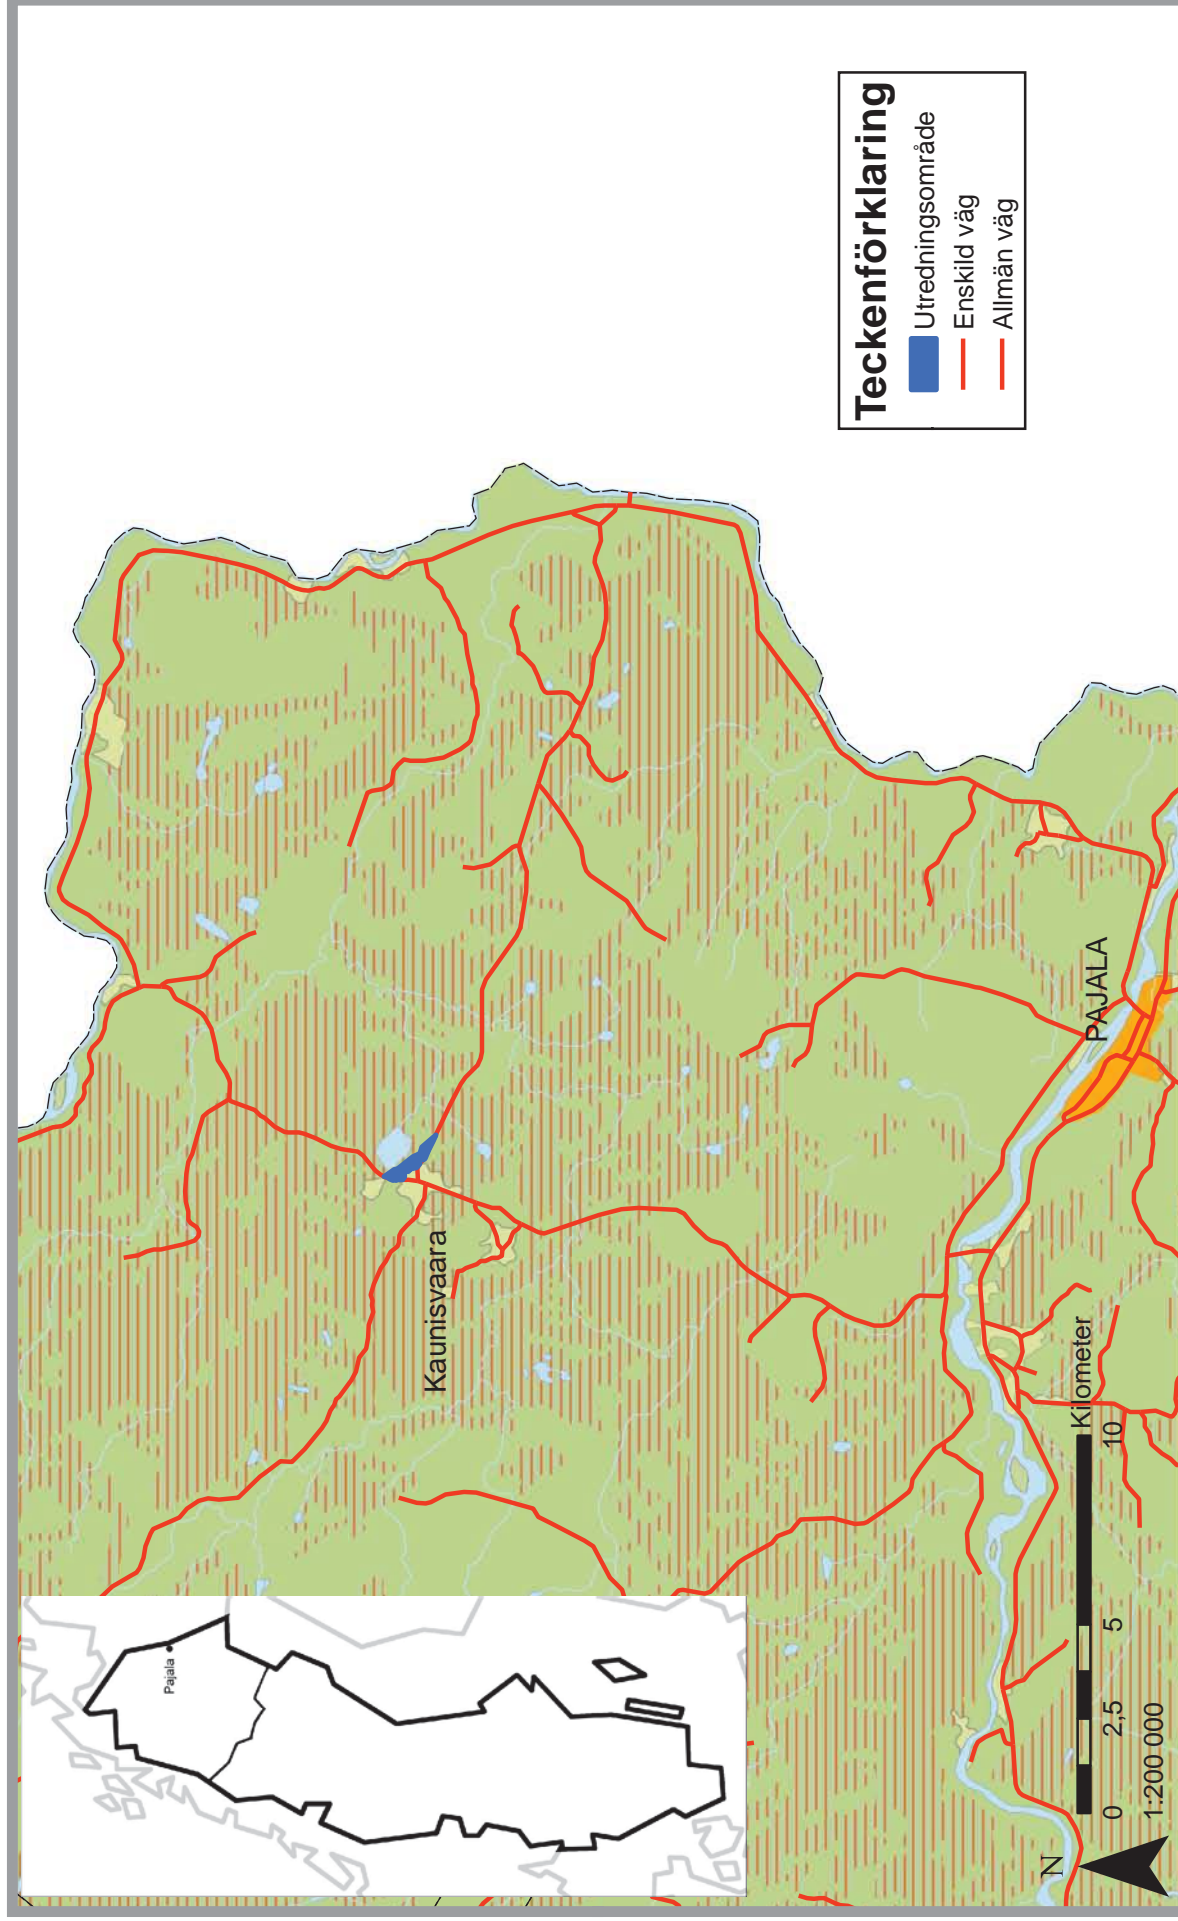 Pajala
Kaunisvaara
PAJALA
Teckenförklaring
Utredningsområde
Enskild väg
Allmän väg
N
Kilometer
0 2,5 5 10
1:200 000